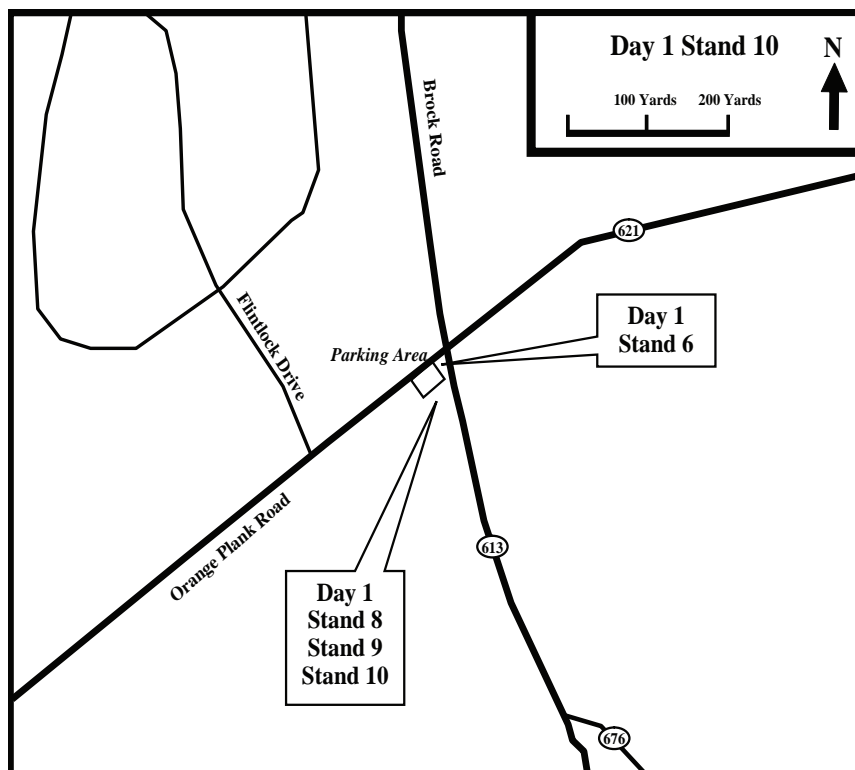 Day 1 Stand 10
N
100 Yards 200 Yards
Brock Road
621
Day 1
Stand 6
Flintlock Drive
Parking Area
Orange Plank Road
613
Day 1
Stand 8
Stand 9
Stand 10
676